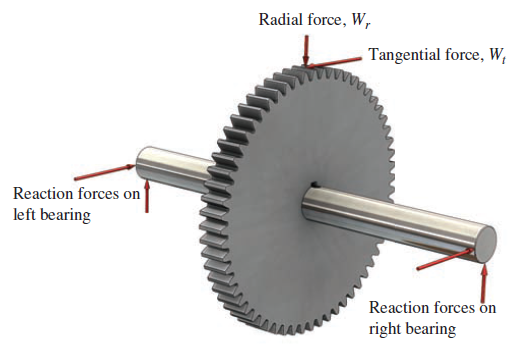 Radial force, Wr
Tangential force, Wt
Reaction forces on
left bearing
Reaction forces on
right bearing